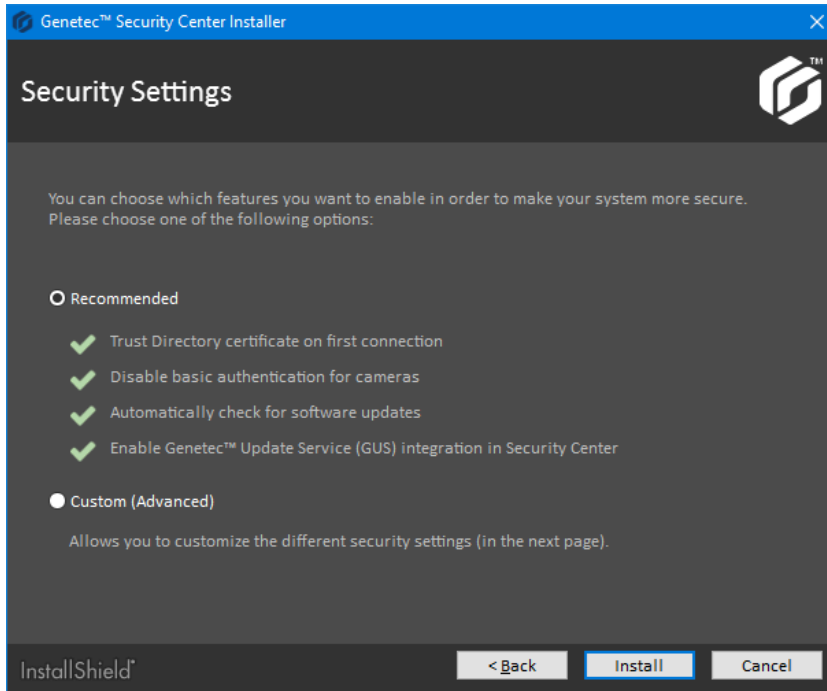 Genetec™ Security Center Installer
Security Settings
TM
You can choose which features you want to enable in order to make your system more secure.
Please choose one of the following options:
Recommended
Trust Directory certificate on first connection
Disable basic authentication for cameras
Automatically check for software updates
Enable Genetec™ Update Service (GUS) integration in Security Center
Custom (Advanced)
Allows you to customize the different security settings (in the next page).
InstallShield
< Back
Install
Cancel